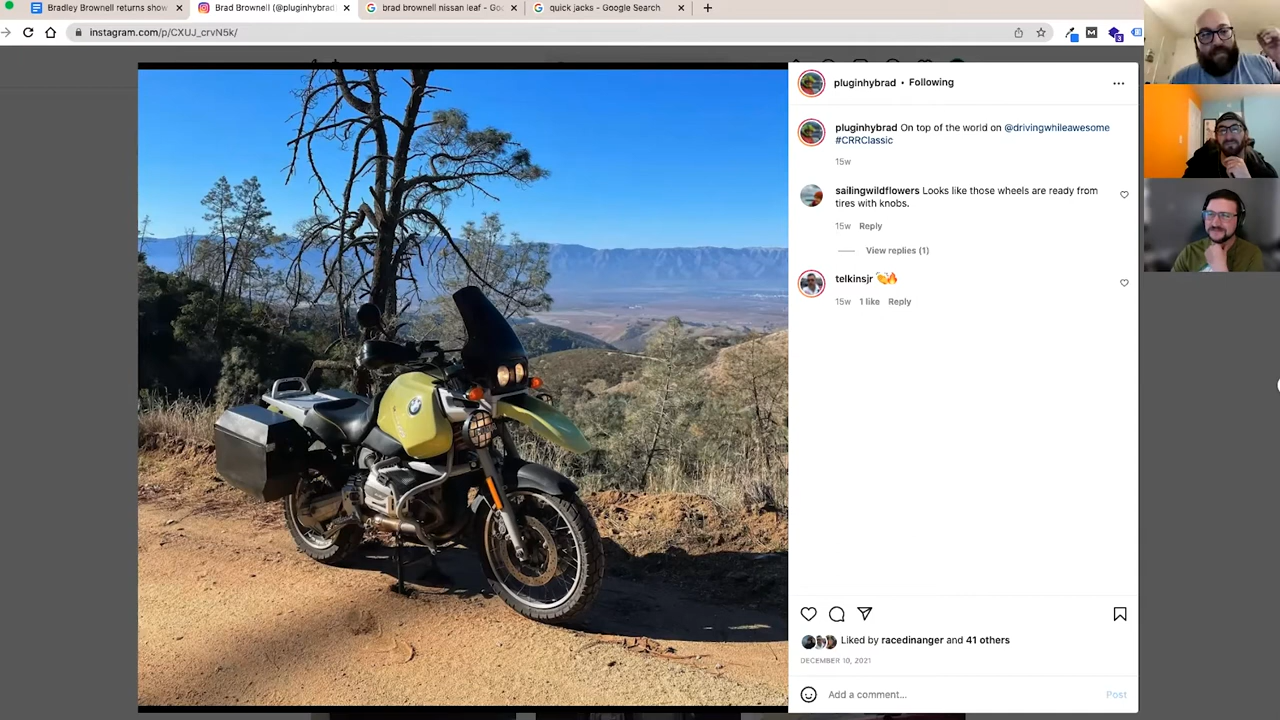 Bradley Brownell returns show
Brad Brownell (@pluginhybrad
brad brownell nissan leaf - Goo
quick jacks - Google Search
instagram.com/p/CXUJ_crvN5k/
pluginhybrad • Following
pluginhybrad On top of the world on @drivingwhileawesome
#CRRClassic
15w
sailingwildflowers Looks like those wheels are ready from
tires with knobs.
15w Reply
View replies (1)
telkinsjr
15w 1 like Reply
Liked by racedinanger and 41 others
DECEMBER 10, 2021
Add a comment...
Post